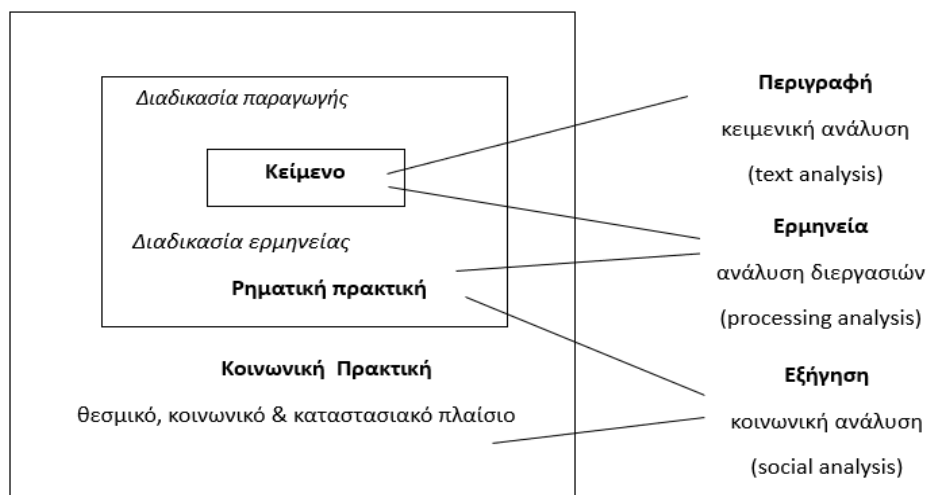 Διαδικασία παραγωγής
Κείμενο
Διαδικασία ερμηνείας
Ρηματική πρακτική
Κοινωνική Πρακτική
θεσμικό, κοινωνικό & καταστασιακό πλαίσιο
Περιγραφή
κειμενική ανάλυση
(text analysis)
Ερμηνεία
ανάλυση διεργασιών
(processing analysis)
Εξήγηση
κοινωνική ανάλυση
(social analysis)